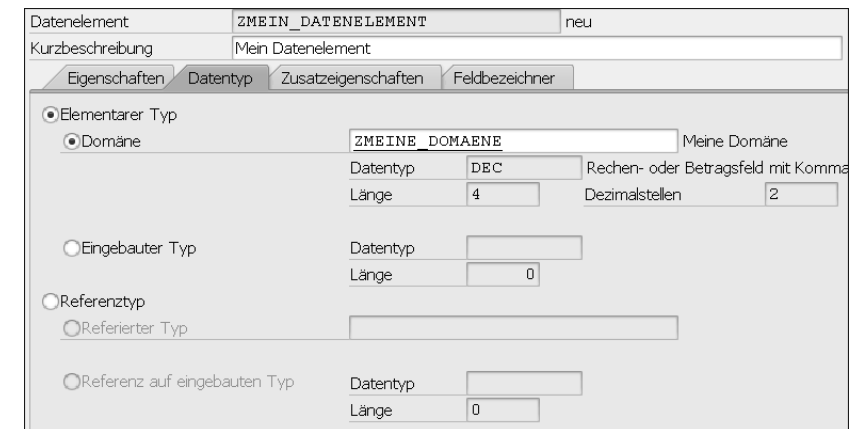 Datenelement ZMEIN_DATENELEMENT neu
Kurzbeschreibung Mein Datenelement
Eigenschaften Datentyp Zusatzeigenschaften Feldbezeichner
Elementarer Typ
Domäne ZMEINE_DOMAENE Meine Domäne
Datentyp DEC Rechen- oder Betragsfeld mit Komma
Länge 4 Dezimalstellen 2
Eingebauter Typ Datentyp
Länge 0
Referenztyp
Referierter Typ
Referenz auf eingebauten Typ Datentyp
Länge 0